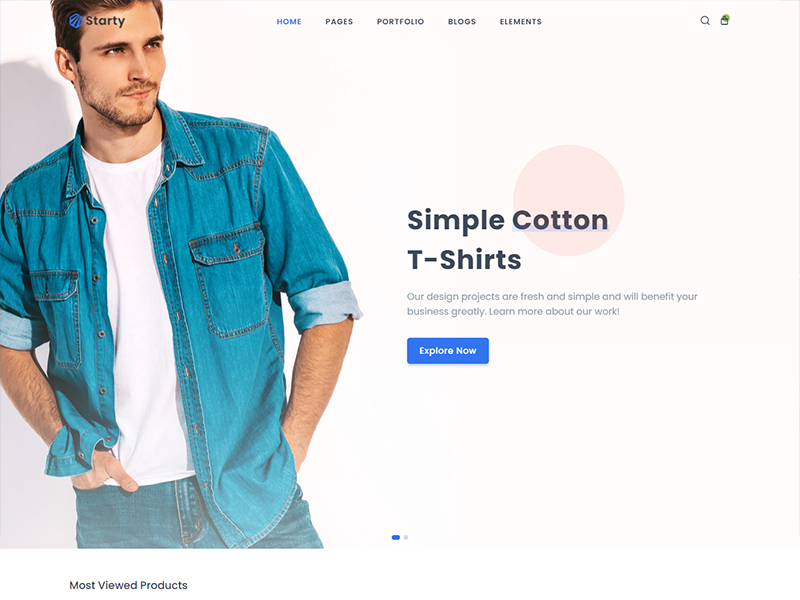 Starty
HOME PAGES PORTFOLIO BLOGS ELEMENTS
Simple Cotton
T-Shirts
Our design projects are fresh and simple and will benefit your
business greatly. Learn more about our work!
Explore Now
Most Viewed Products